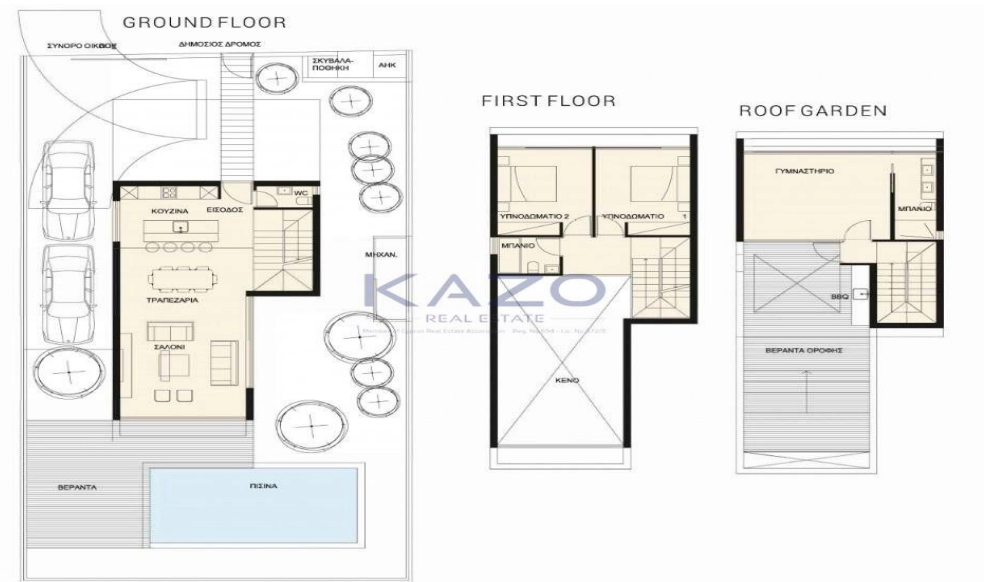 GROUND FLOOR
ΣΥΝΟΡΟ
ΔΗΜΟΣΙΟΣ ΔΡΟΜΟΣ
ΣΚΥΒΑΛΑ-
ΠΟΘΗΚΗ
ΑΗΚ
WC
ΚΟΥΖΙΝΑ
ΕΙΣΟΔΟΣ
ΜΗΧΑΝ.
ΤΡΑΠΕΖΑΡΙΑ
ΣΑΛΟΝΙ
ΒΕΡΑΝΤΑ
ΠΙΣΙΝΑ
KAZO
REAL ESTATE
FIRST FLOOR
ΥΠΝΟΔΩΜΑΤΙΟ 2
ΥΠΝΟΔΩΜΑΤΙΟ 1
ΜΠΑΝΙΟ
ΚΕΝΟ
ROOF GARDEN
ΓΥΜΝΑΣΤΗΡΙΟ
ΜΠΑΝΙΟ
BBQ
ΒΕΡΑΝΤΑ ΟΡΟΦΗΣ